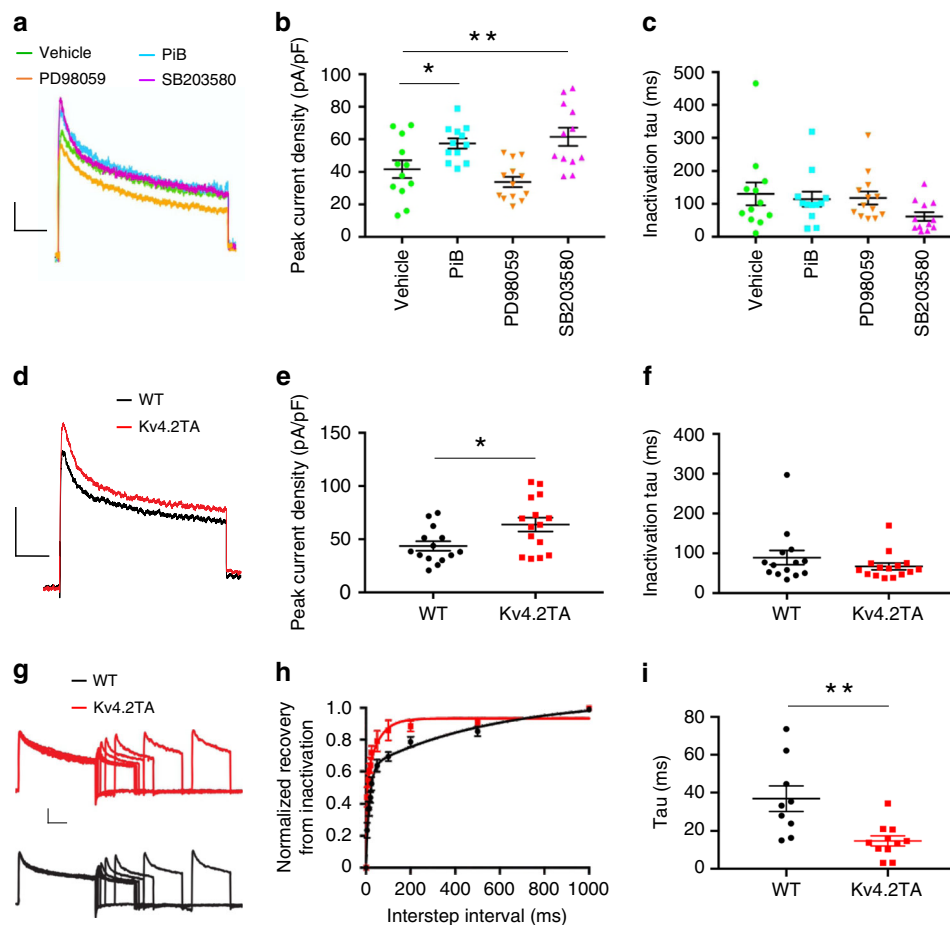 a
Vehicle
PiB
PD98059
SB203580
b
Peak current density (pA/pF)
100
80
60
40
20
0
*
**
Vehicle
PiB
PD98059
SB203580
c
Inactivation tau (ms)
500
400
300
200
100
0
Vehicle
PiB
PD98059
SB203580
d
WT
Kv4.2TA
e
Peak current density (pA/pF)
150
100
50
0
*
WT
Kv4.2TA
f
Inactivation tau (ms)
400
300
200
100
0
WT
Kv4.2TA
g
WT
Kv4.2TA
h
Normalized recovery
from inactivation
1.0
0.8
0.6
0.4
0.2
0
0 200 400 600 800 1000
Interstep interval (ms)
i
Tau (ms)
80
60
40
20
0
**
WT
Kv4.2TA